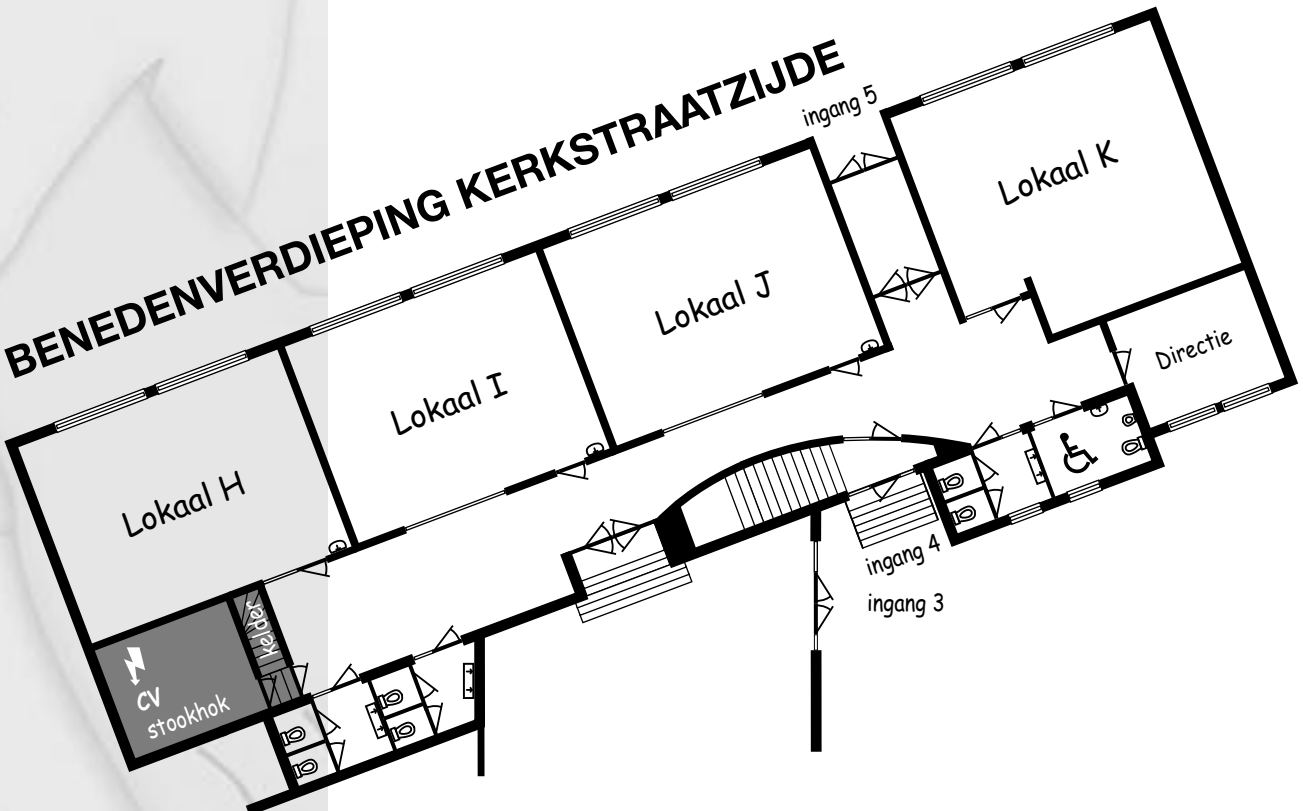 BENEDENVERDIEPING KERKSTRAATZIJDE
ingang 5
Lokaal K
Lokaal J
Directie
Lokaal I
Lokaal H
ingang 4
ingang 3
kelder
CV
stookhok